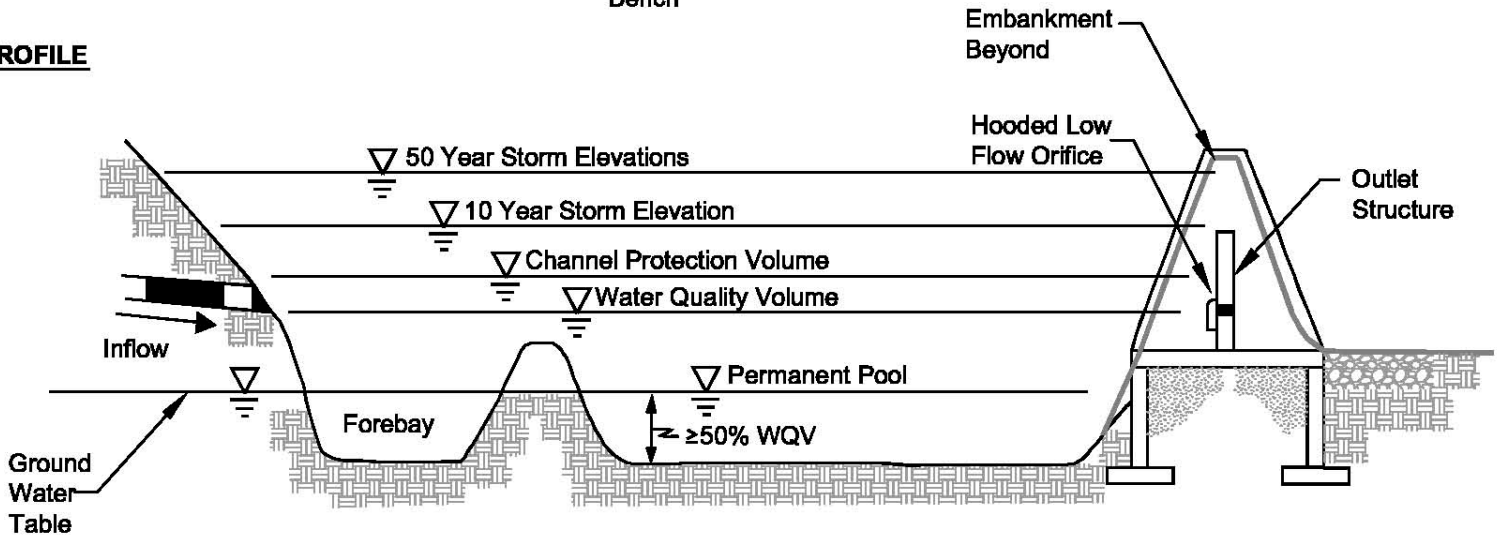 ROFILE
Embankment
Beyond
Hooded Low
Flow Orifice
50 Year Storm Elevations
Outlet
Structure
10 Year Storm Elevation
Channel Protection Volume
Water Quality Volume
Inflow
Permanent Pool
Forebay
≥50% WQV
Ground
Water
Table